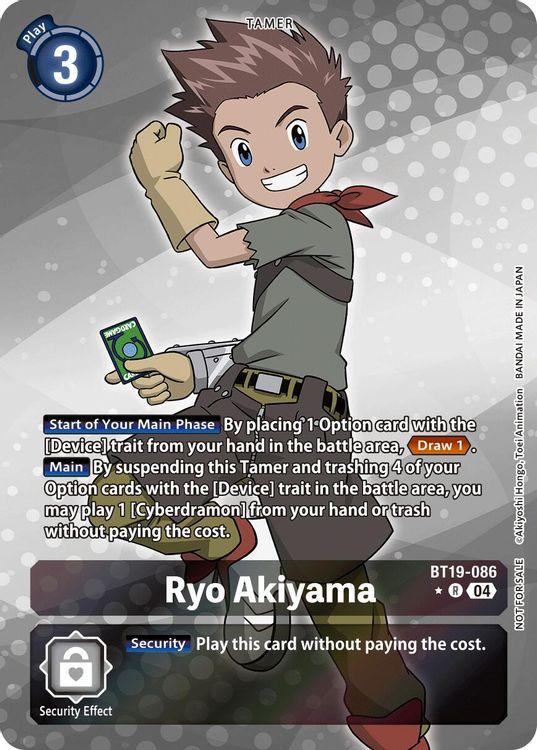 TAMER
Play
3
CARDGAME
Start of Your Main Phase By placing 1 Option card with the
[Device] trait from your hand in the battle area, Draw 1.
Main By suspending this Tamer and trashing 4 of your
Option cards with the [Device] trait in the battle area, you
may play 1 [Cyberdramon] from your hand or trash
without paying the cost.
BT19-086
Ryo Akiyama
★ R 04
Security Play this card without paying the cost.
Security Effect
©Akiyoshi Hongo, Toei Animation BANDAI MADE IN JAPAN
NOT FOR SALE